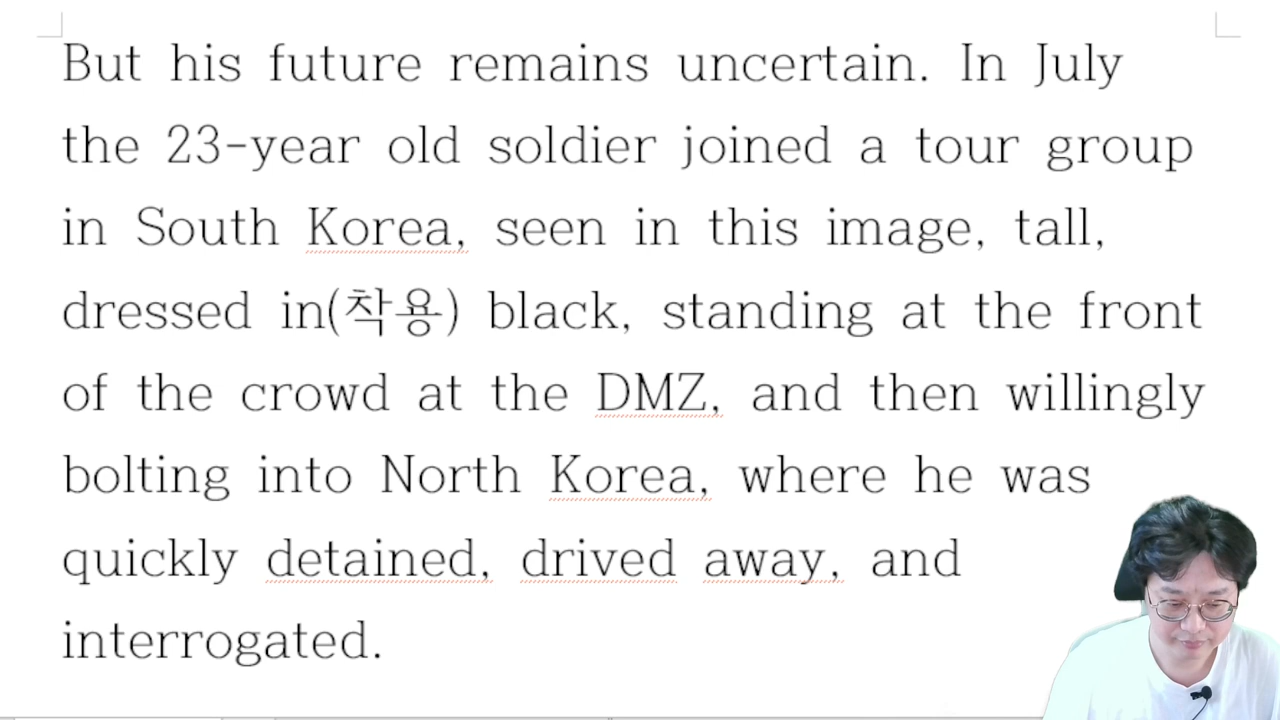 But his future remains uncertain. In July
the 23-year old soldier joined a tour group
in South Korea, seen in this image, tall,
dressed in(착용) black, standing at the front
of the crowd at the DMZ, and then willingly
bolting into North Korea, where he was
quickly detained, drived away, and
interrogated.